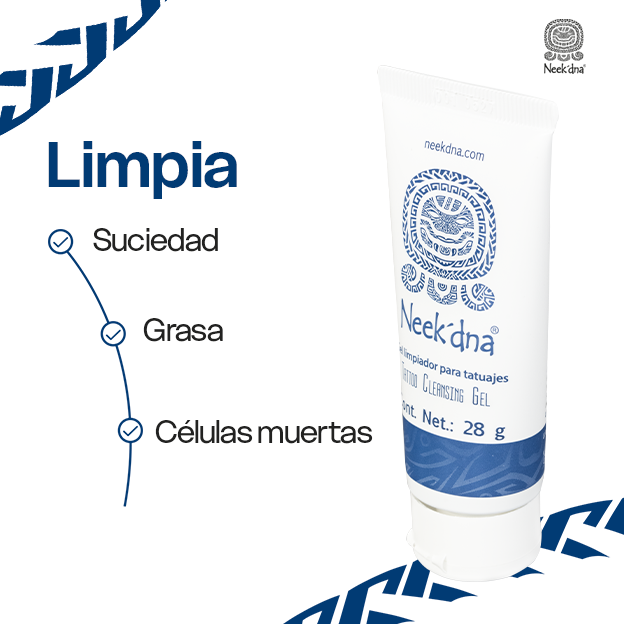 Neek´dna®
Limpia
Suciedad
Grasa
Células muertas
neekdna.com
Neek´dna®
limpiador para tatuajes
Tattoo Cleansing Gel
Cont. Net.: 28 g